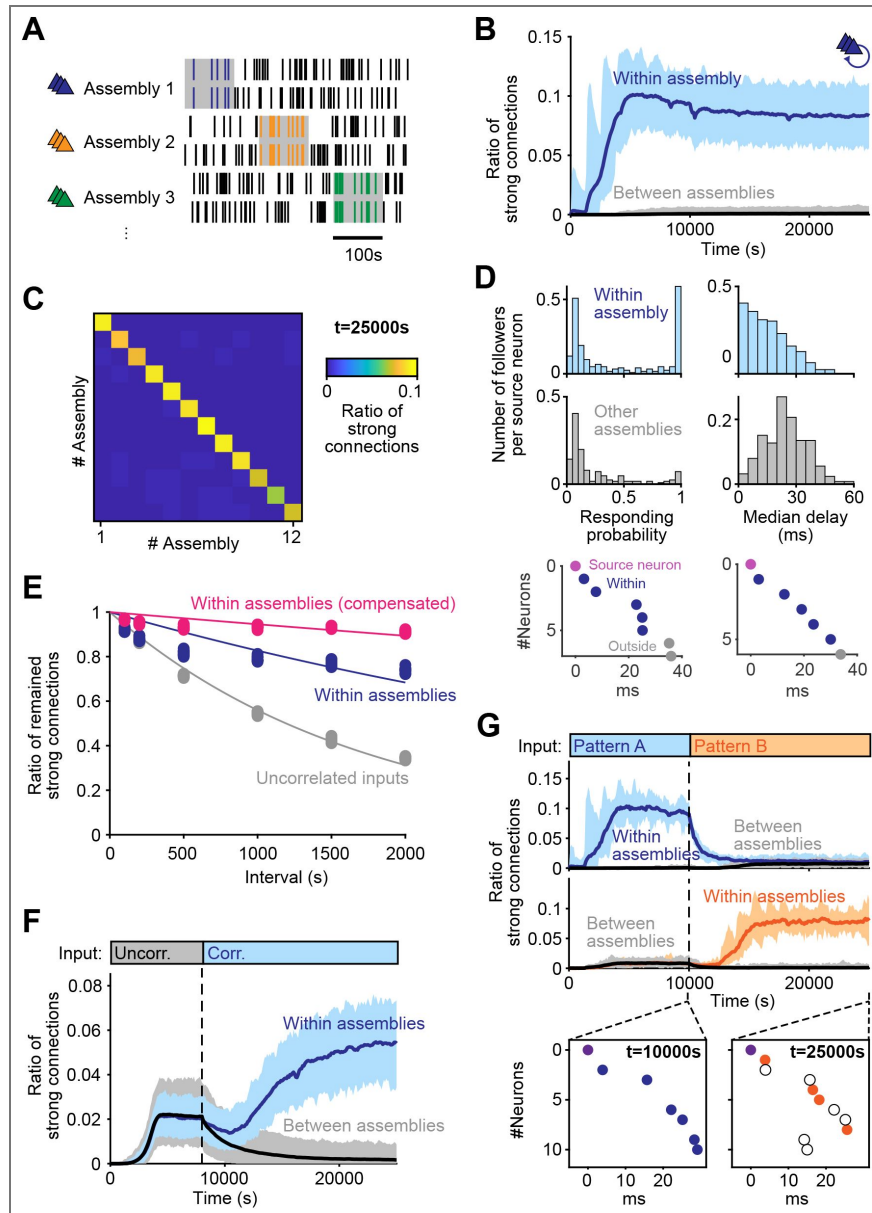 A
Assembly 1
Assembly 2
Assembly 3
...
100s
B
0.15
0.1
0.05
0
Ratio of
strong connections
Within assembly
Between assemblies
0
10000
20000
Time (s)
C
# Assembly
1
12
# Assembly
t=25000s
0
0.1
Ratio of
strong
connections
D
Number of followers
per source neuron
0.5
0
Within
assembly
0.5
0
0.5
0
Other
assemblies
0.2
0
0
0.5
1
Responding
probability
0
30
60
Median delay
(ms)
#Neurons
0
5
Source neuron
Within
Outside
0
20
40
ms
0
5
0
20
40
ms
E
Ratio of remained
strong connections
1
0.8
0.6
0.4
0.2
0
Within assemblies (compensated)
Within assemblies
Uncorrelated inputs
0
500
1000
1500
2000
Interval (s)
F
Input:
Uncorr.
Corr.
Ratio of
strong connections
0.08
0.06
0.04
0.02
0
Within assemblies
Between assemblies
0
10000
20000
Time (s)
G
Input:
Pattern A
Pattern B
Ratio of
strong connections
0.15
0.1
0.05
0
Within
assemblies
Between
assemblies
0.1
0.05
0
Between
assemblies
Within assemblies
0
10000
20000
Time (s)
#Neurons
0
5
10
t=10000s
0
10
20
ms
t=25000s
0
10
20
ms